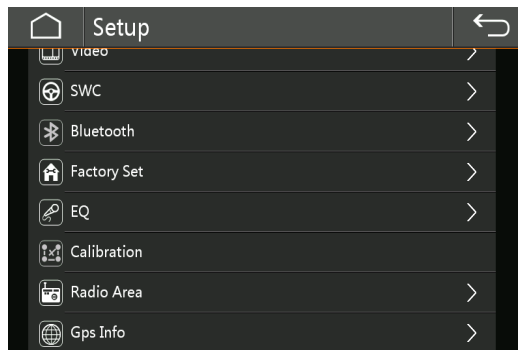 Setup
Video
SWC
Bluetooth
Factory Set
EQ
Calibration
Radio Area
Gps Info